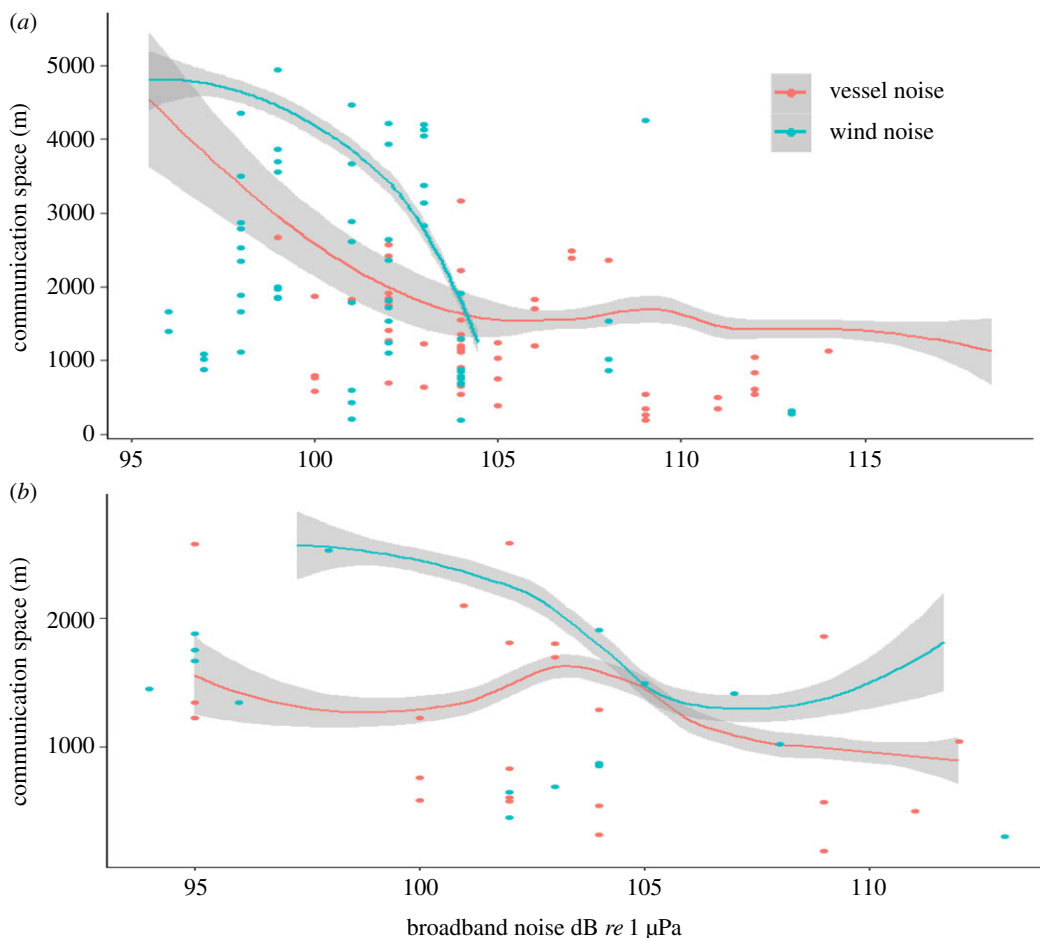 (a)
communication space (m)
5000
4000
3000
2000
1000
0
vessel noise
wind noise
95 100 105 110 115
(b)
communication space (m)
2000
1000
95 100 105 110
broadband noise dB re 1 µPa